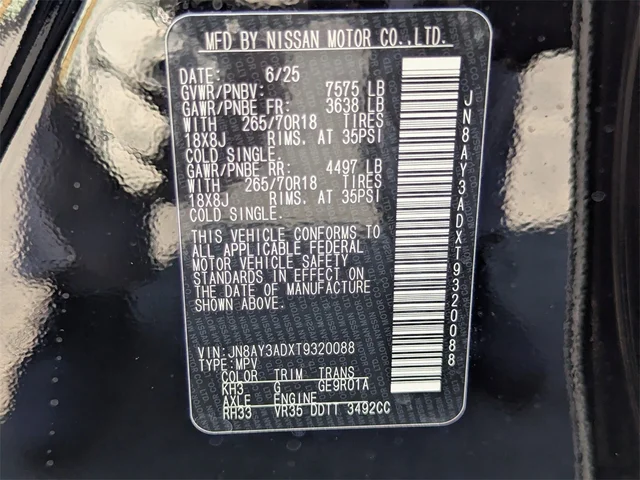 MFD BY NISSAN MOTOR CO.,LTD.
DATE: 6/25
GVWR/PNBV: 7575 LB
GAWR/PNBE FR: 3638 LB
WITH 265/70R18 TIRES
18X8J RIMS. AT 35PSI
COLD SINGLE.
GAWR/PNBE RR: 4497 LB
WITH 265/70R18 TIRES
18X8J RIMS. AT 35PSI
COLD SINGLE.
THIS VEHICLE CONFORMS TO
ALL APPLICABLE FEDERAL
MOTOR VEHICLE SAFETY
STANDARDS IN EFFECT ON
THE DATE OF MANUFACTURE
SHOWN ABOVE.
VIN: JN8AY3ADXT9320088
TYPE: MPV
COLOR TRIM TRANS
KH3 G GE9R01A
AXLE ENGINE
RH33 VR35 DDTT 3492CC
JN8AY3ADXT9320088